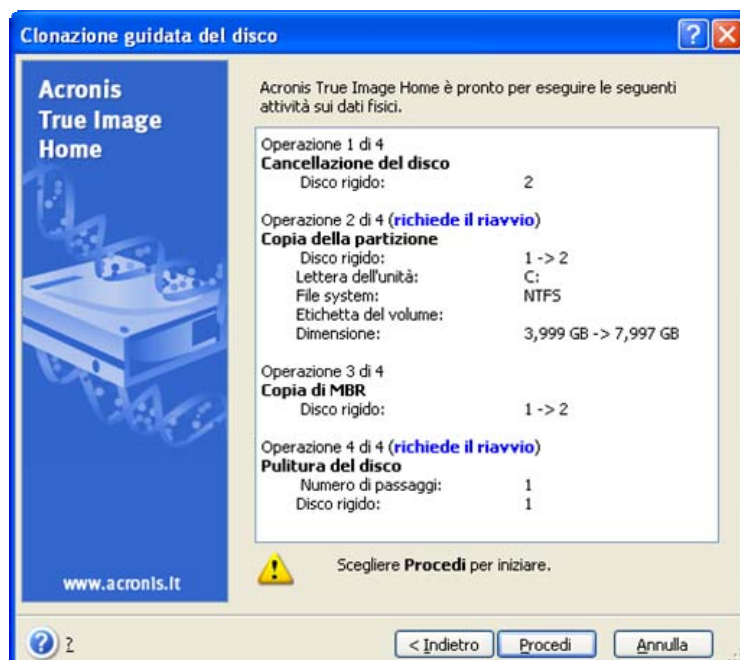 Clonazione guidata del disco
Acronis
True Image
Home
Acronis True Image Home è pronto per eseguire le seguenti
attività sui dati fisici.
Operazione 1 di 4
Cancellazione del disco
Disco rigido: 2
Operazione 2 di 4 (richiede il riavvio)
Copia della partizione
Disco rigido: 1 -> 2
Lettera dell'unità: C:
File system: NTFS
Etichetta del volume:
Dimensione: 3,999 GB -> 7,997 GB
Operazione 3 di 4
Copia di MBR
Disco rigido: 1 -> 2
Operazione 4 di 4 (richiede il riavvio)
Pulitura del disco
Numero di passaggi: 1
Disco rigido: 1
Scegliere Procedi per iniziare.
www.acronis.it
? < Indietro Procedi Annulla